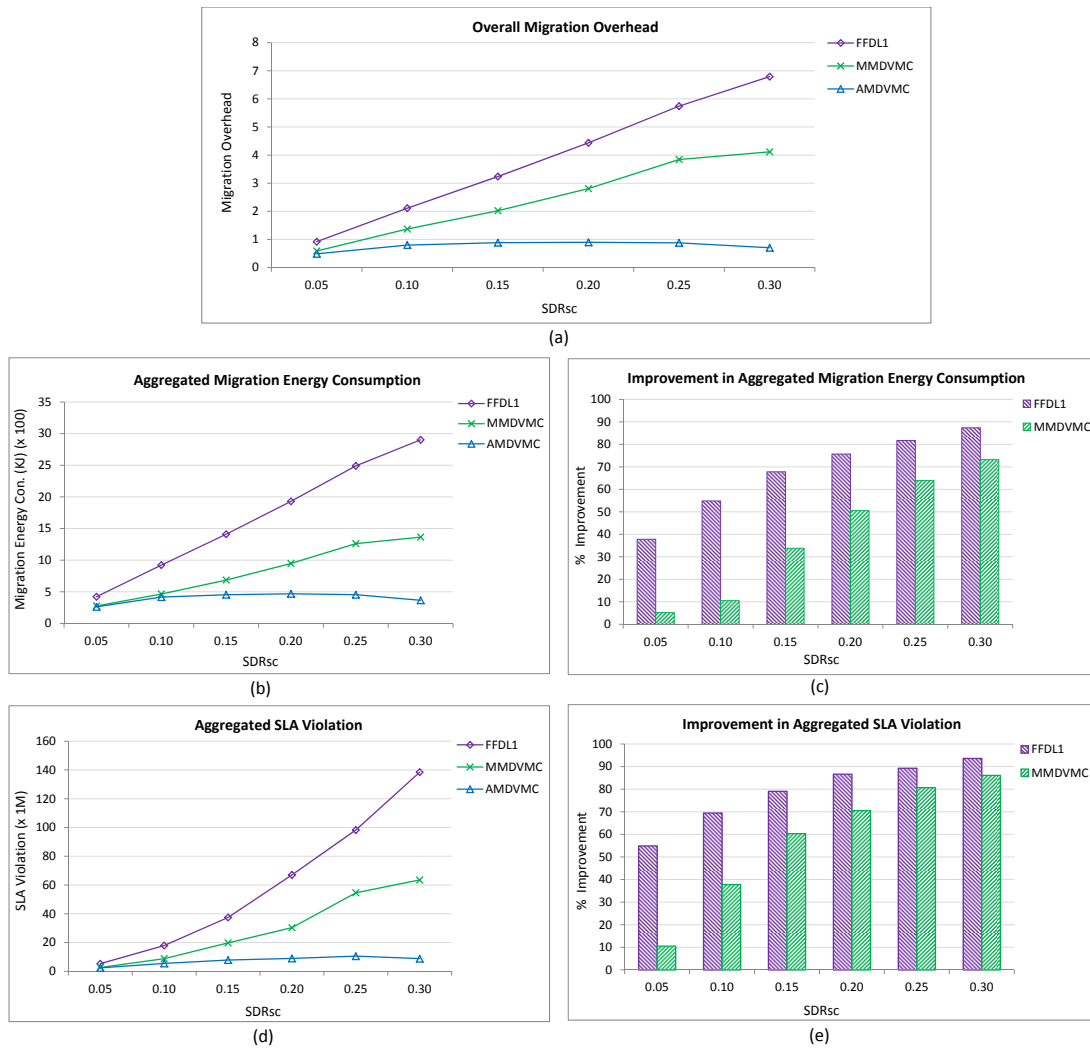 Overall Migration Overhead
8
7
6
5
4
3
2
1
0
Migration Overhead
0.05 0.10 0.15 0.20 0.25 0.30
SDRsc
FFDL1
MMDVMC
AMDVMC
(a)
Aggregated Migration Energy Consumption
35
30
25
20
15
10
5
0
Migration Energy Con. (KJ) (x 100)
0.05 0.10 0.15 0.20 0.25 0.30
SDRsc
FFDL1
MMDVMC
AMDVMC
(b)
Improvement in Aggregated Migration Energy Consumption
100
90
80
70
60
50
40
30
20
10
0
% Improvement
0.05 0.10 0.15 0.20 0.25 0.30
SDRsc
FFDL1
MMDVMC
(c)
Aggregated SLA Violation
160
140
120
100
80
60
40
20
0
SLA Violation (x 1M)
0.05 0.10 0.15 0.20 0.25 0.30
SDRsc
FFDL1
MMDVMC
AMDVMC
(d)
Improvement in Aggregated SLA Violation
100
90
80
70
60
50
40
30
20
10
0
% Improvement
0.05 0.10 0.15 0.20 0.25 0.30
SDRsc
FFDL1
MMDVMC
(e)